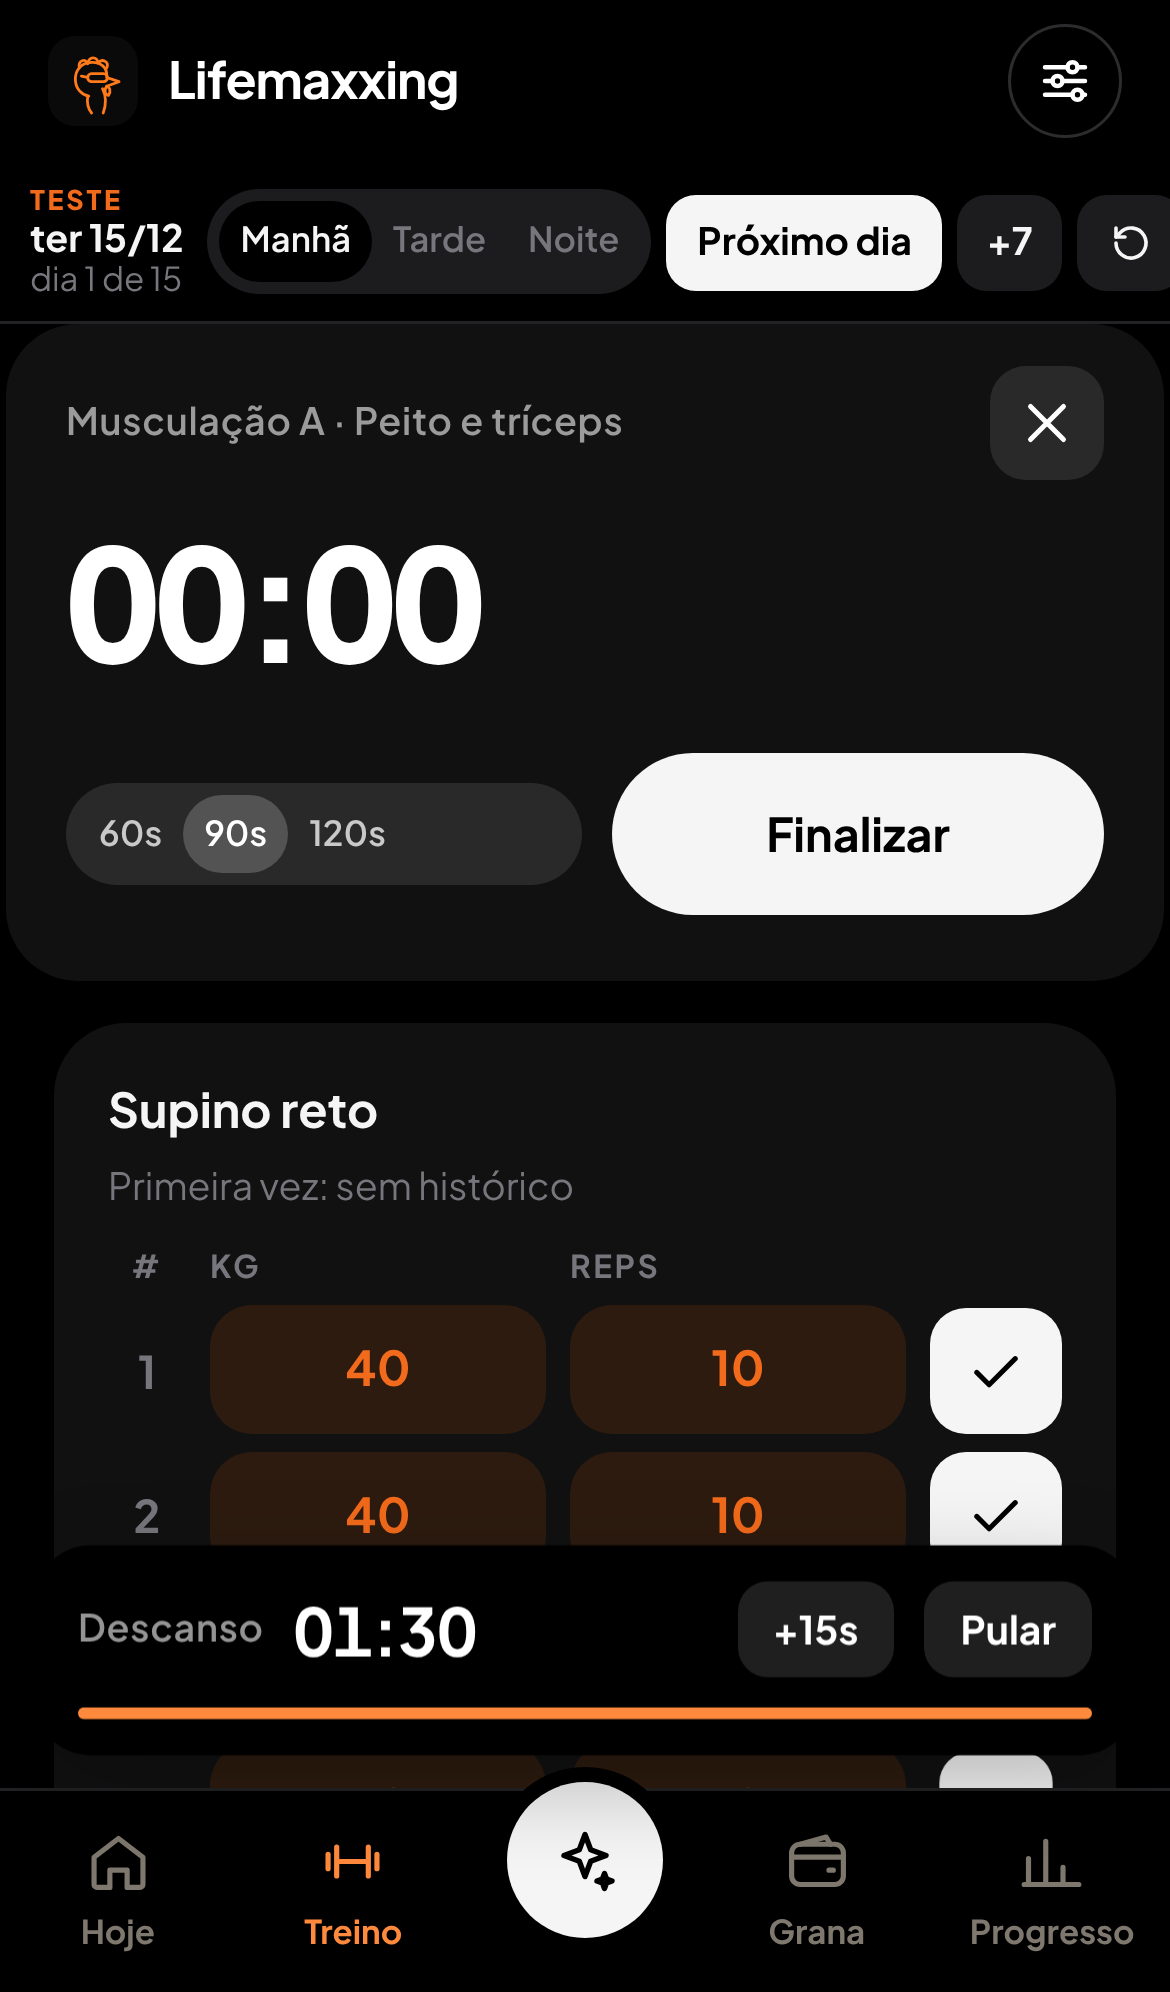 Lifemaxxing
TESTE
ter 15/12
dia 1 de 15
Manhã Tarde Noite
Próximo dia
+7
Musculação A · Peito e tríceps
00:00
60s 90s 120s
Finalizar
Supino reto
Primeira vez: sem histórico
# KG REPS
1 40 10
2 40 10
Descanso 01:30 +15s Pular
Hoje Treino Grana Progresso